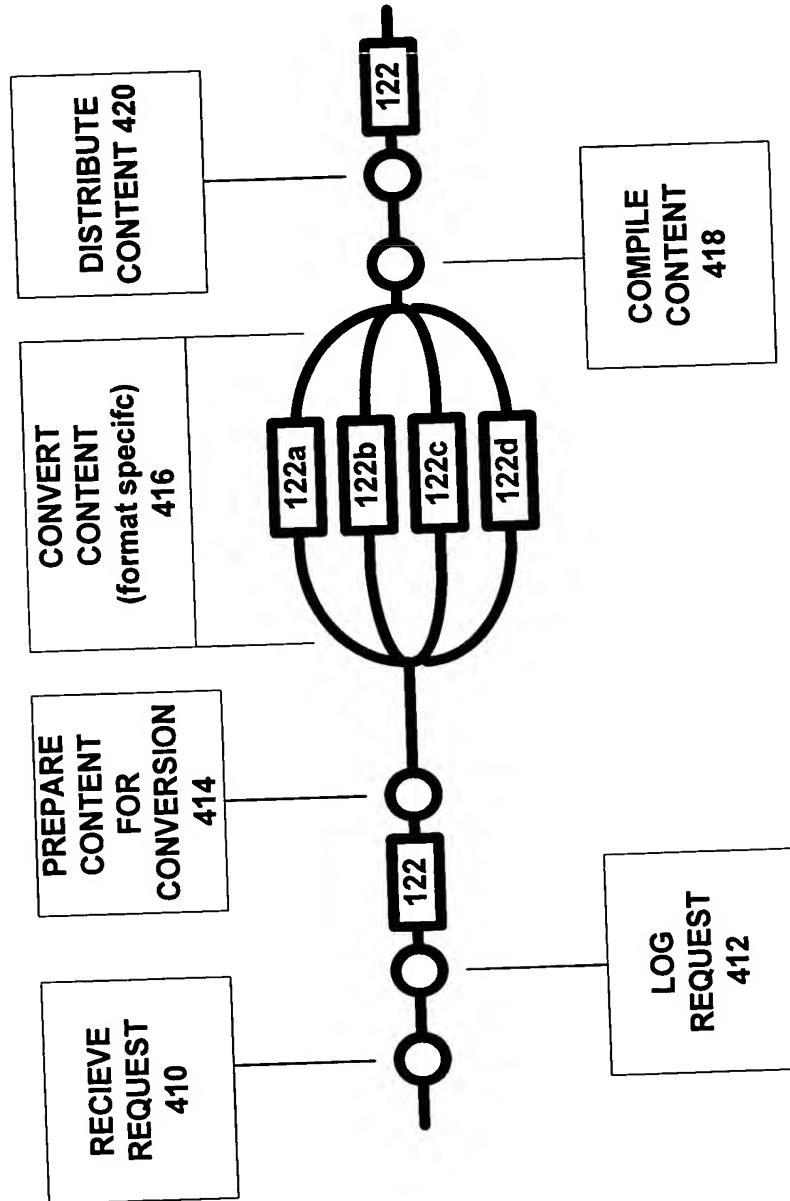 RECIEVE
REQUEST
410
LOG
REQUEST
412
122
PREPARE
CONTENT
FOR
CONVERSION
414
CONVERT
CONTENT
(format specifc)
416
122a
122b
122c
122d
COMPILE
CONTENT
418
DISTRIBUTE
CONTENT 420
122